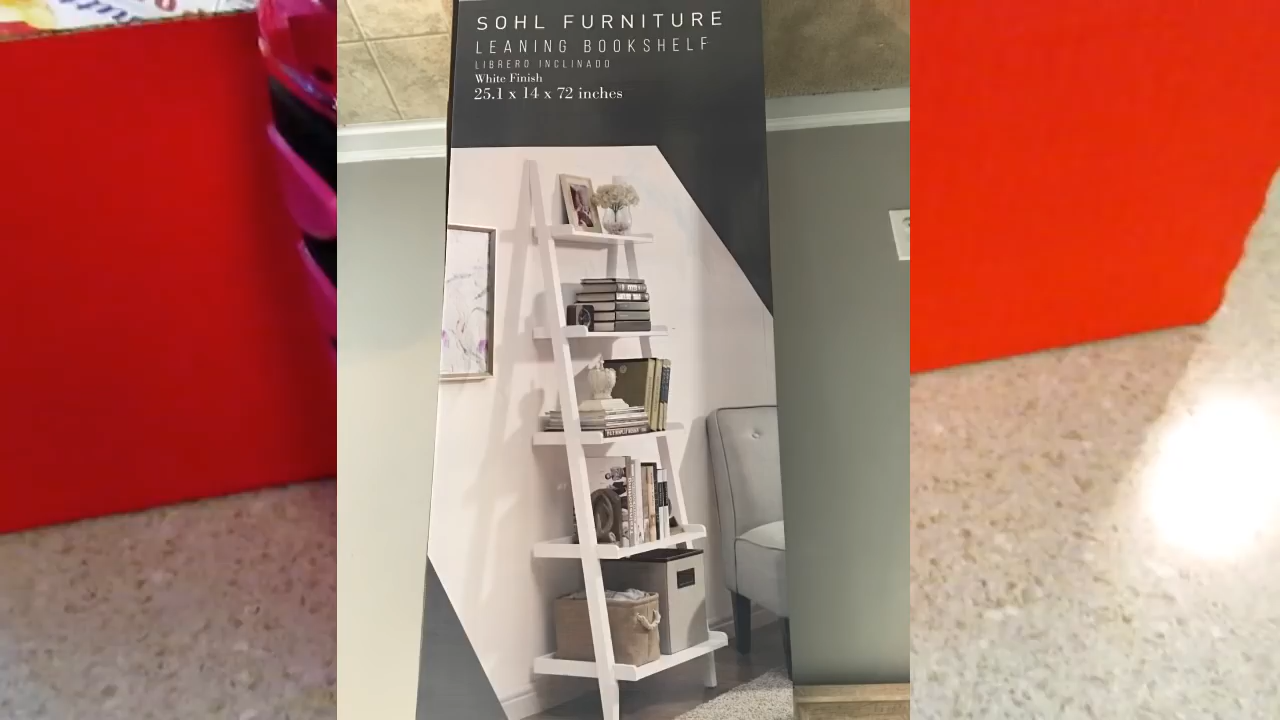 SOHL FURNITURE
LEANING BOOKSHELF
LIBRERO INCLINADO
White Finish
25.1 x 14 x 72 inches